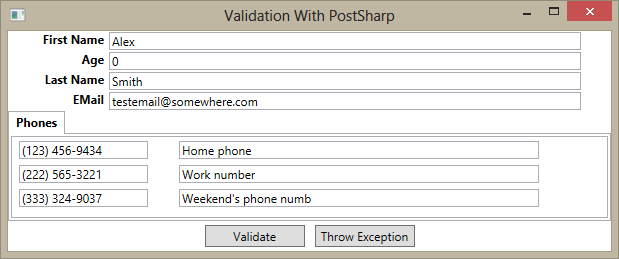 Validation With PostSharp
First Name Alex
Age 0
Last Name Smith
EMail testemail@somewhere.com
Phones
(123) 456-9434 Home phone
(222) 565-3221 Work number
(333) 324-9037 Weekend's phone numb
Validate Throw Exception